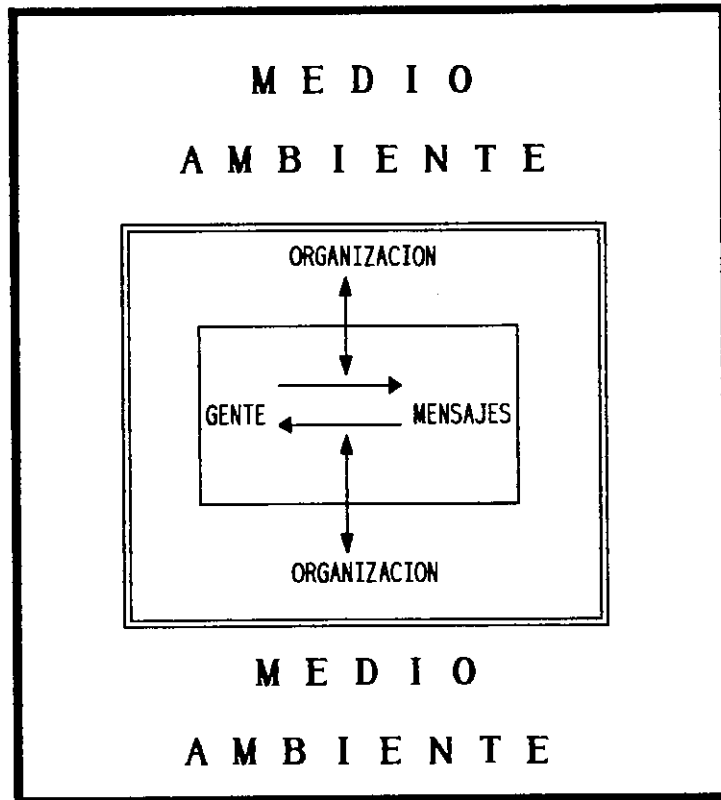 M E D I O
A M B I E N T E
ORGANIZACION
GENTE MENSAJES
ORGANIZACION
M E D I O
A M B I E N T E